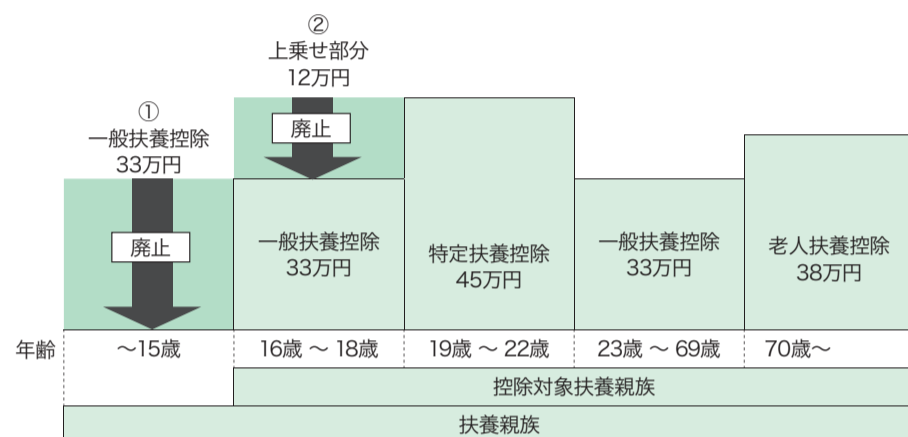 ②
上乗せ部分
12万円
廃止
①
一般扶養控除
33万円
廃止
一般扶養控除
33万円
特定扶養控除
45万円
一般扶養控除
33万円
老人扶養控除
38万円
年齢 ～15歳 16歳 ～ 18歳 19歳 ～ 22歳 23歳 ～ 69歳 70歳～
控除対象扶養親族
扶養親族